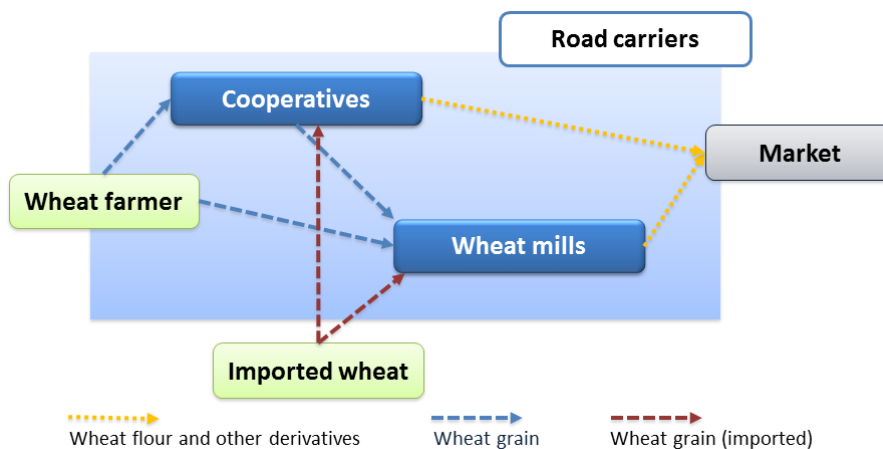 Road carriers
Cooperatives
Market
Wheat farmer
Wheat mills
Imported wheat
Wheat flour and other derivatives
Wheat grain
Wheat grain (imported)